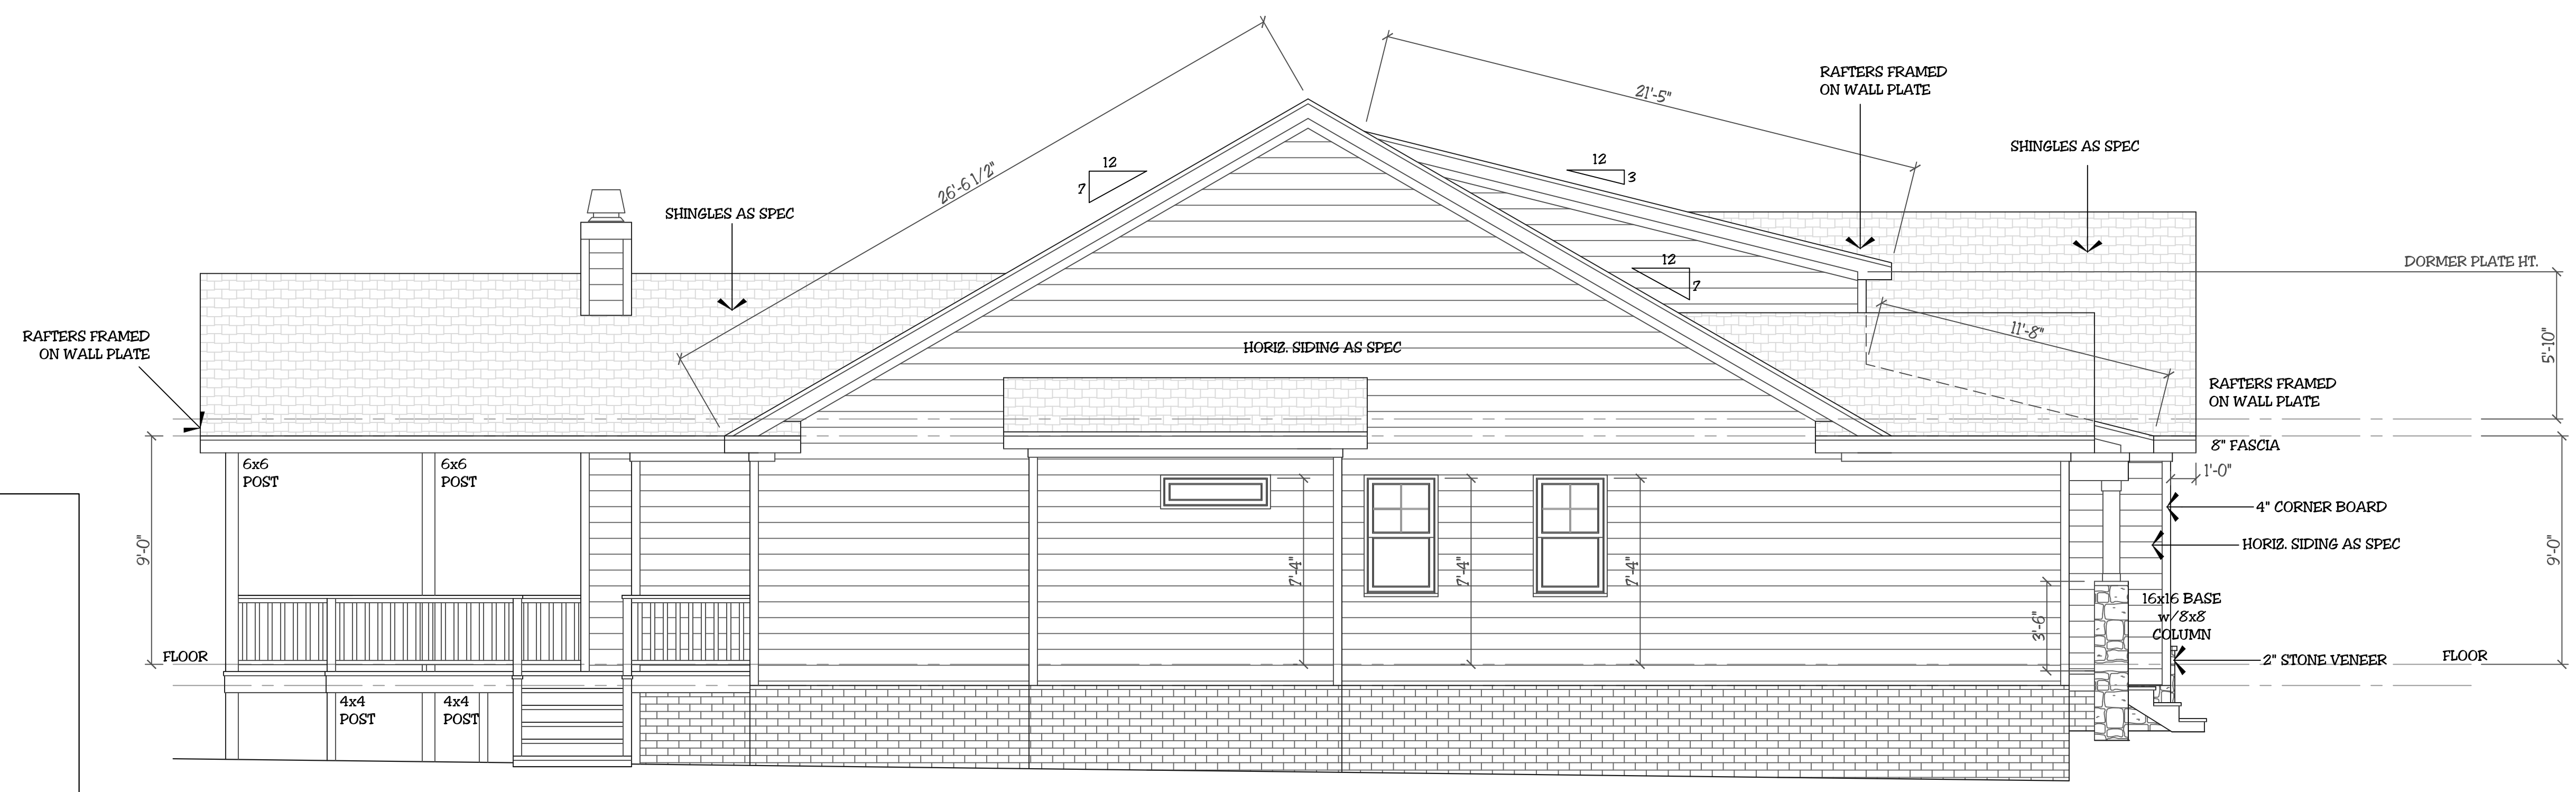 RAFTERS FRAMED
ON WALL PLATE
21'-5"
12
3
SHINGLES AS SPEC
26'-6 1/2"
12
7
SHINGLES AS SPEC
12
7
DORMER PLATE HT.
5'-10"
11'-8"
RAFTERS FRAMED
ON WALL PLATE
HORIZ. SIDING AS SPEC
RAFTERS FRAMED
ON WALL PLATE
8" FASCIA
1'-0"
6x6
POST
6x6
POST
4" CORNER BOARD
HORIZ. SIDING AS SPEC
9'-0"
7'-4"
7'-4"
7'-4"
9'-0"
3'-6"
16x16 BASE
w/8x8
COLUMN
FLOOR
2" STONE VENEER
FLOOR
4x4
POST
4x4
POST